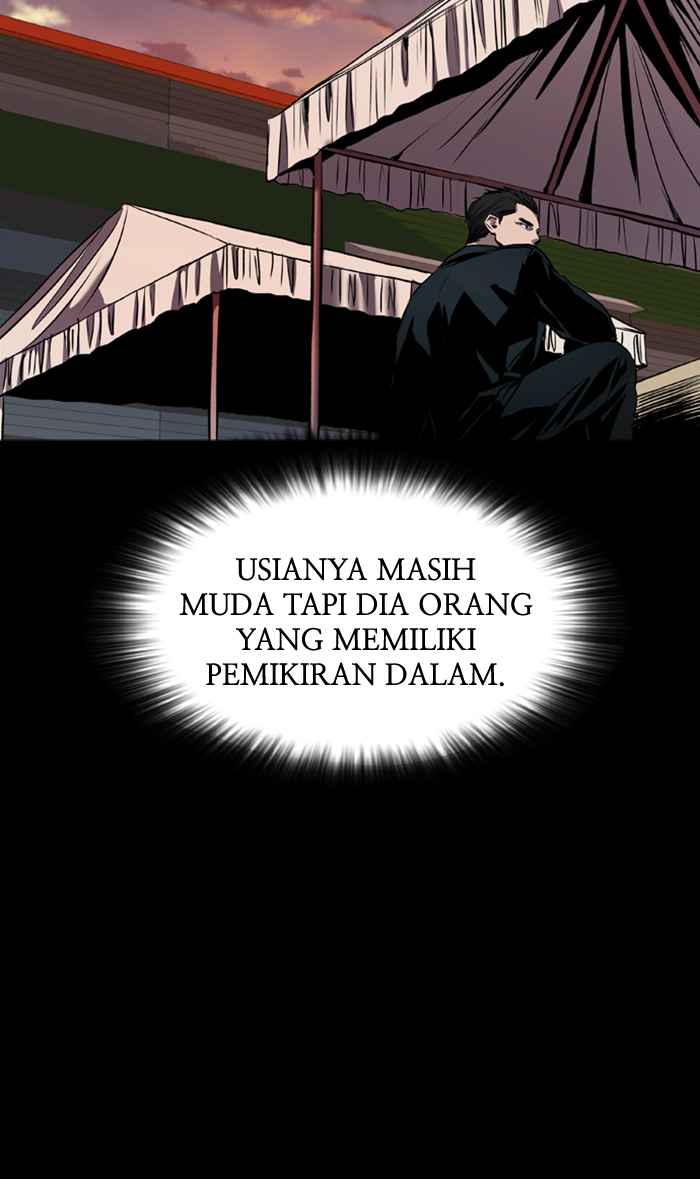 USIANYA MASIH
MUDA TAPI DIA ORANG
YANG MEMILIKI
PEMIKIRAN DALAM.